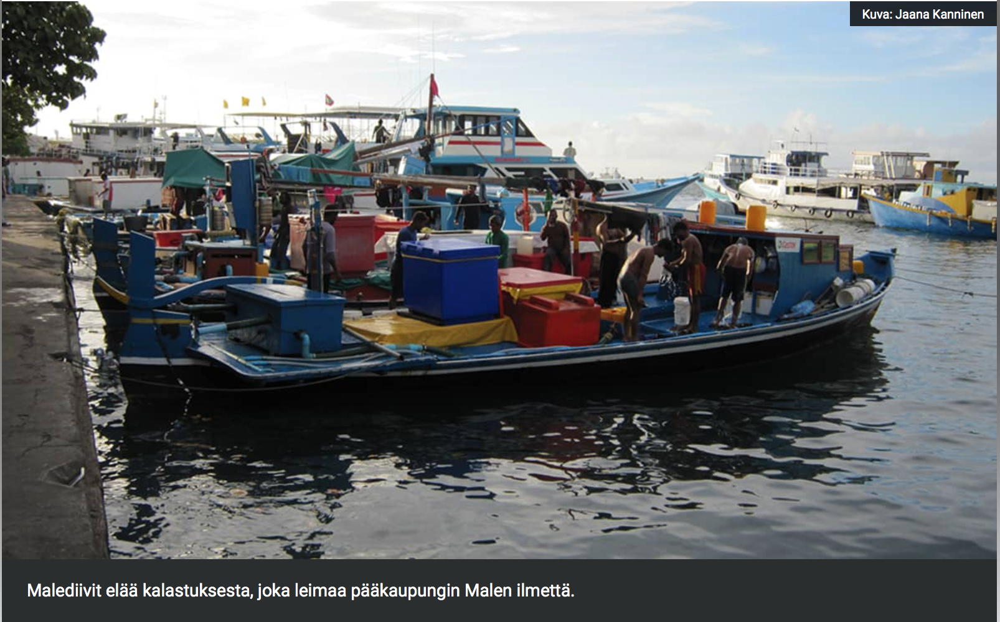 Kuva: Jaana Kanninen
Malediivit elää kalastuksesta, joka leimaa pääkaupungin Malen ilmettä.